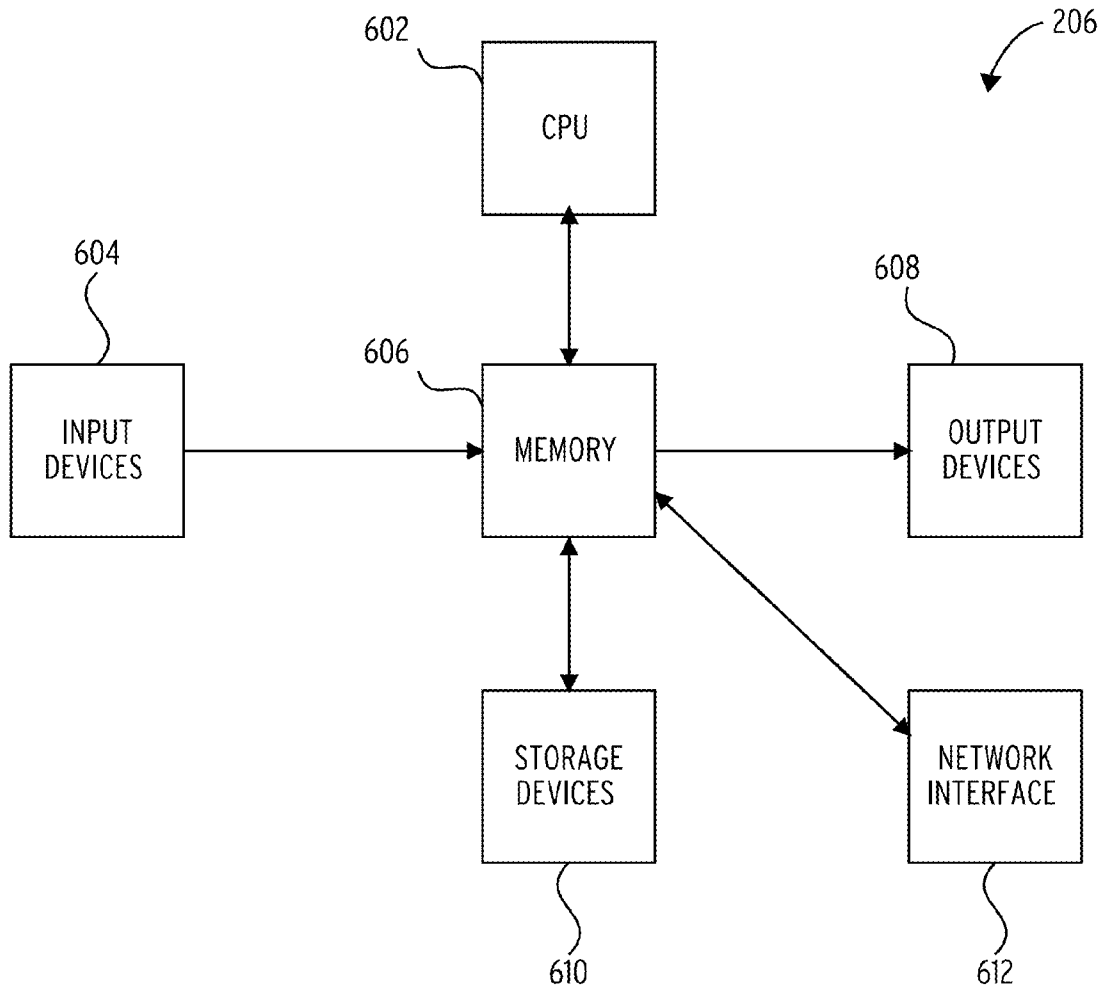 602
206
CPU
604
608
606
INPUT
DEVICES
MEMORY
OUTPUT
DEVICES
STORAGE
DEVICES
NETWORK
INTERFACE
610
612